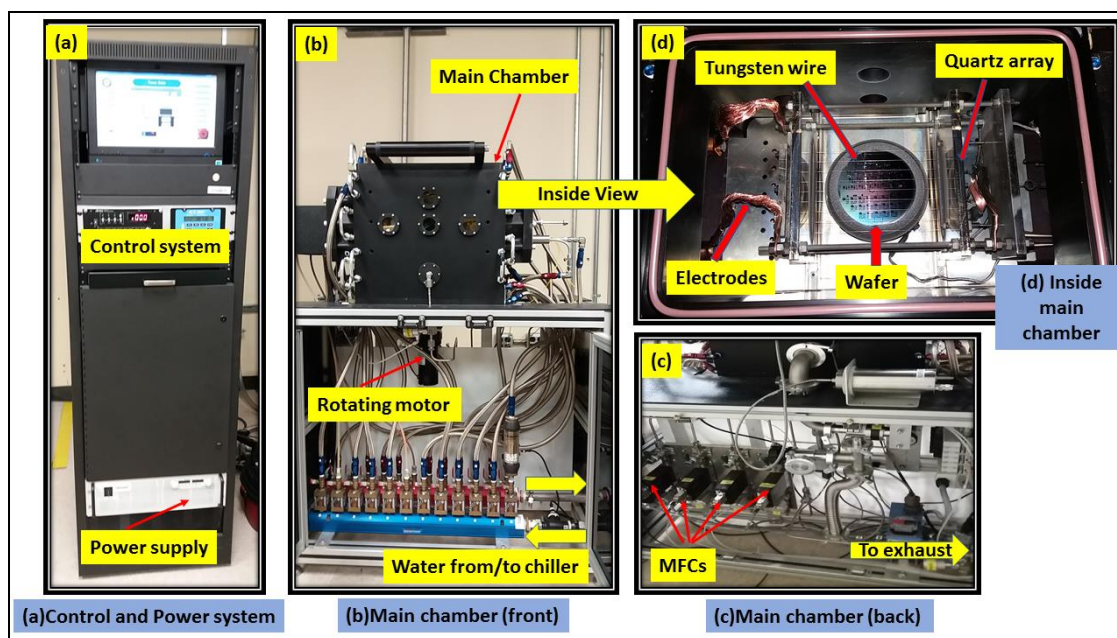 (a)
Control system
Power supply
(a)Control and Power system
(b)
Main Chamber
Inside View
Rotating motor
Water from/to chiller
(b)Main chamber (front)
(d)
Tungsten wire
Quartz array
Electrodes
Wafer
(d) Inside
main
chamber
(c)
MFCs
To exhaust
(c)Main chamber (back)